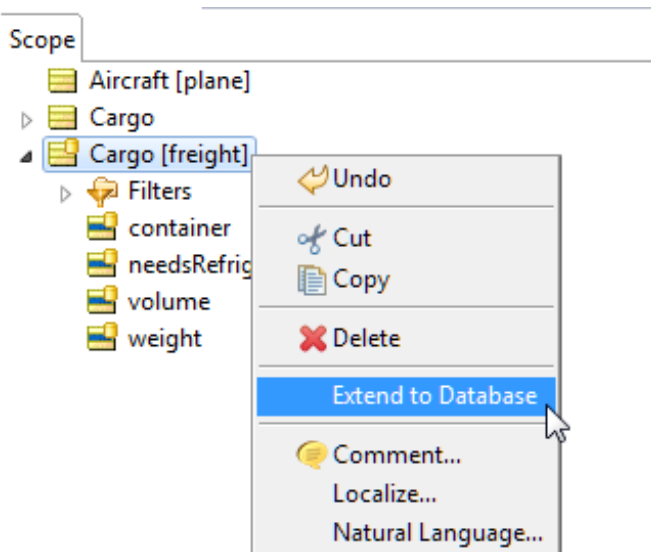 Scope
Aircraft [plane]
Cargo
Cargo [freight]
Filters
container
needsRefrig
volume
weight
Undo
Cut
Copy
Delete
Extend to Database
Comment...
Localize...
Natural Language...